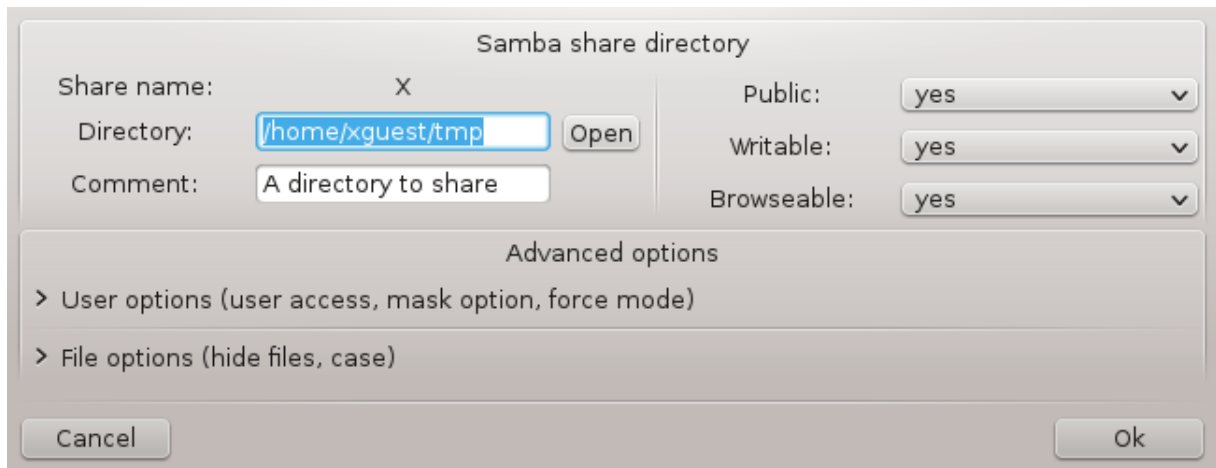 Samba share directory
Share name: X
Directory: /home/xguest/tmp Open
Comment: A directory to share
Public: yes
Writable: yes
Browseable: yes
Advanced options
> User options (user access, mask option, force mode)
> File options (hide files, case)
Cancel Ok